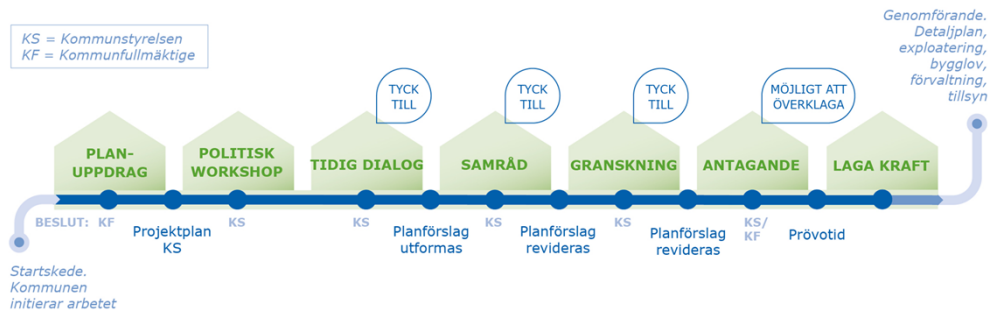 KS = Kommunstyrelsen
KF = Kommunfullmäktige
Genomförande.
Detaljplan,
exploatering,
bygglov,
förvaltning,
tillsyn
TYCK
TILL
TYCK
TILL
TYCK
TILL
MÖJLIGT ATT
ÖVERKLAGA
PLAN-
UPPDRAG
POLITISK
WORKSHOP
TIDIG DIALOG
SAMRÅD
GRANSKNING
ANTAGANDE
LAGA KRAFT
BESLUT: KF
Projektplan
KS
KS
KS
Planförslag
utformas
KS
Planförslag
revideras
KS
Planförslag
revideras
KS/
KF
Prövotid
Startskede.
Kommunen
initierar arbetet